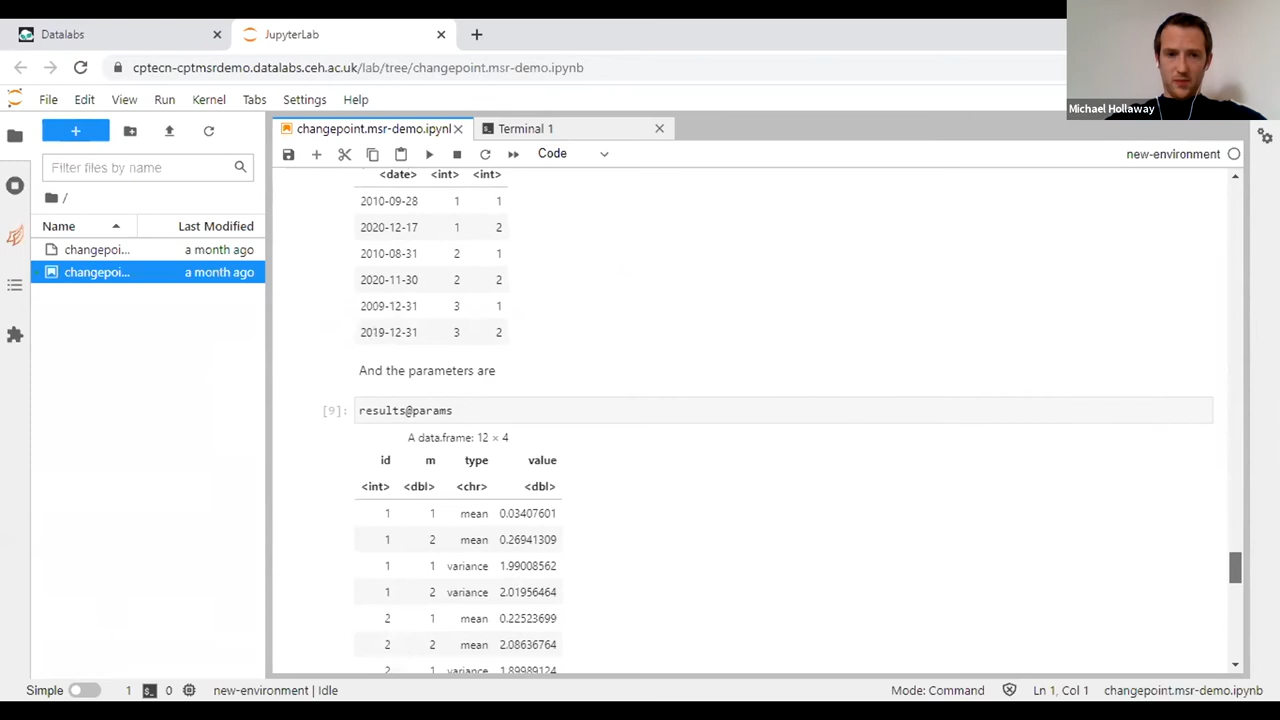 Datalabs
JupyterLab
cptecn-cptmsrdemo.datalabs.ceh.ac.uk/lab/tree/changepoint.msr-demo.ipynb
Michael Hollaway
File Edit View Run Kernel Tabs Settings Help
changepoint.msr-demo.ipynl
Terminal 1
Code
new-environment
Filter files by name
/
Name Last Modified
changepoi... a month ago
changepoi... a month ago
<date> <int> <int>
2010-09-28 1 1
2020-12-17 1 2
2010-08-31 2 1
2020-11-30 2 2
2009-12-31 3 1
2019-12-31 3 2
And the parameters are
[9]: results@params
A data.frame: 12 × 4
id m type value
<int> <dbl> <chr> <dbl>
1 1 mean 0.03407601
1 2 mean 0.26941309
1 1 variance 1.99008562
1 2 variance 2.01956464
2 1 mean 0.22523699
2 2 mean 2.08636764
2 1 variance 1.89989124
Simple 1 0 new-environment | Idle Mode: Command Ln 1, Col 1 changepoint.msr-demo.ipynb